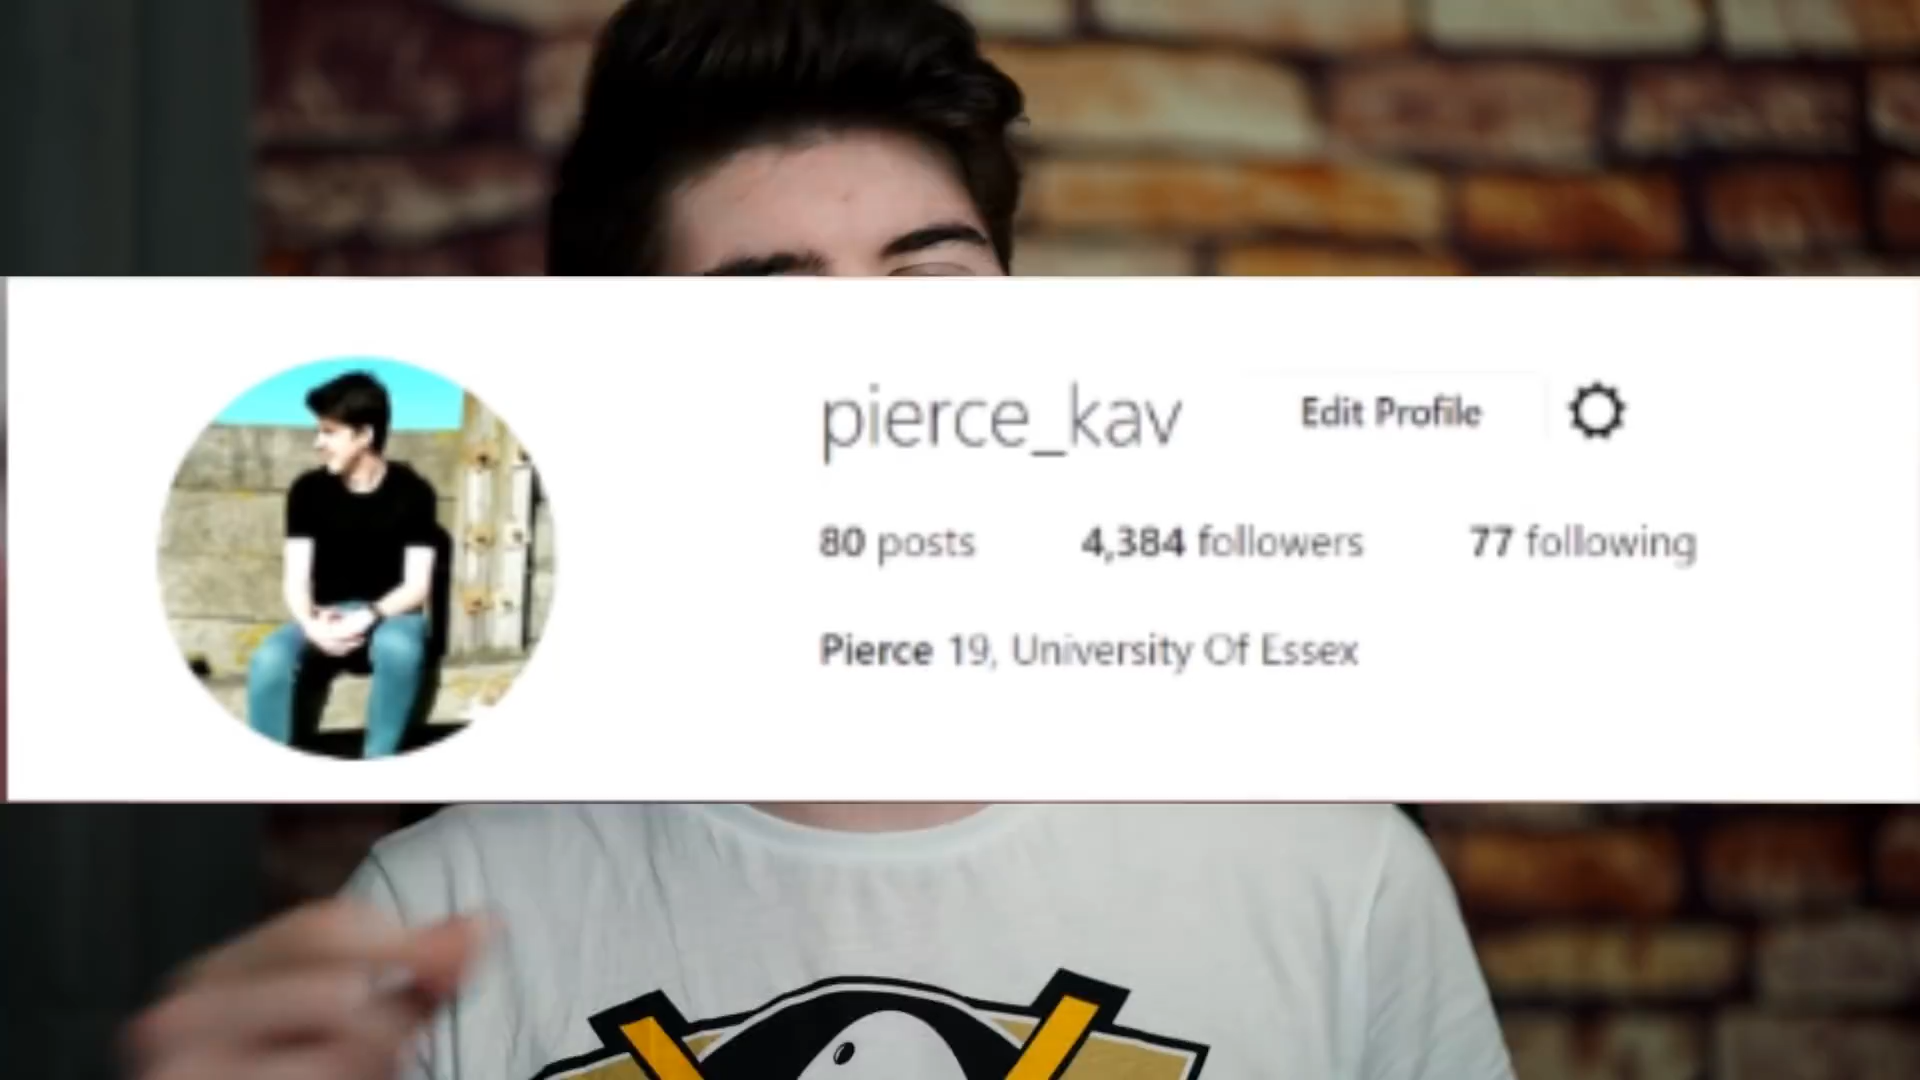 pierce_kav Edit Profile
80 posts 4,384 followers 77 following
Pierce 19, University Of Essex